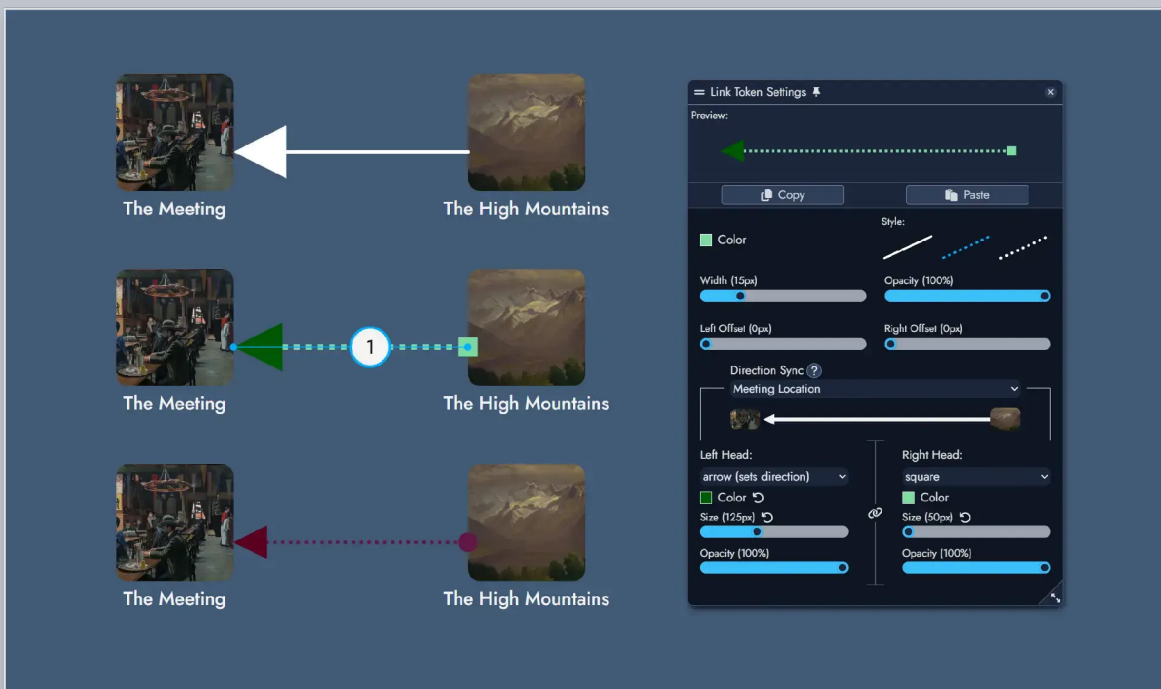 The Meeting
The High Mountains
1
The Meeting
The High Mountains
The Meeting
The High Mountains
Link Token Settings
Preview:
Copy
Paste
Color
Style:
Width (15px)
Opacity (100%)
Left Offset (0px)
Right Offset (0px)
Direction Sync ?
Meeting Location
Left Head:
Right Head:
arrow (sets direction)
square
Color
Color
Size (125px)
Size (50px)
Opacity (100%)
Opacity (100%)